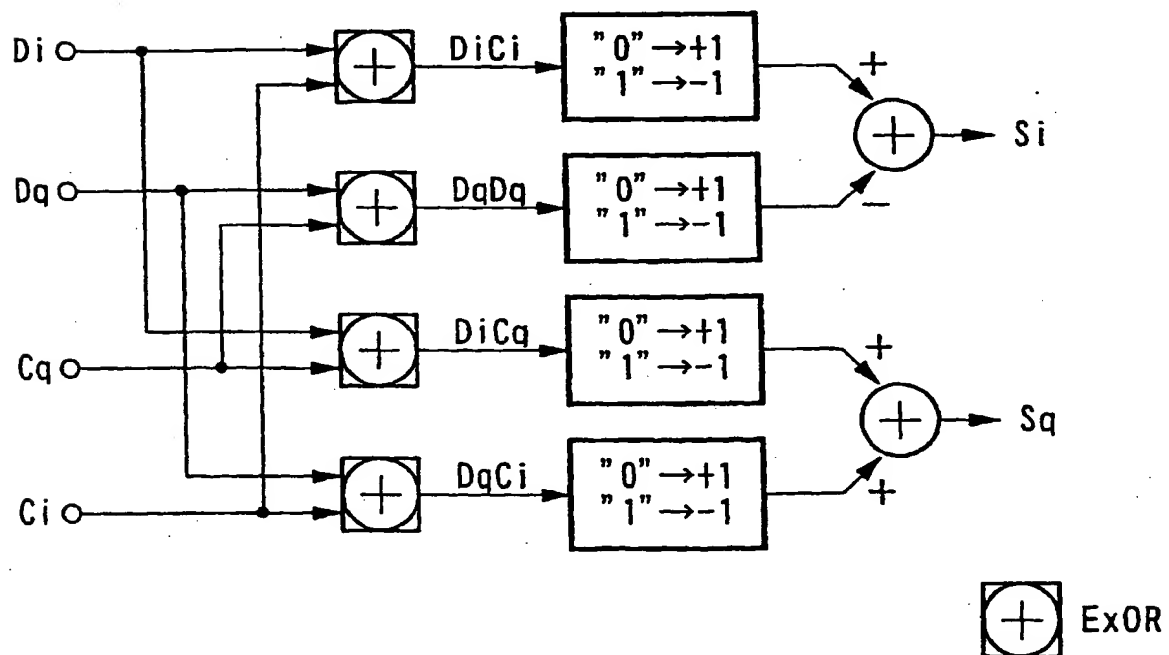 Di
DiCi
"0"→+1
"1"→-1
+
Si
-
Dq
DqDq
"0"→+1
"1"→-1
Cq
DiCq
"0"→+1
"1"→-1
+
Sq
+
Ci
DqCi
"0"→+1
"1"→-1
ExOR